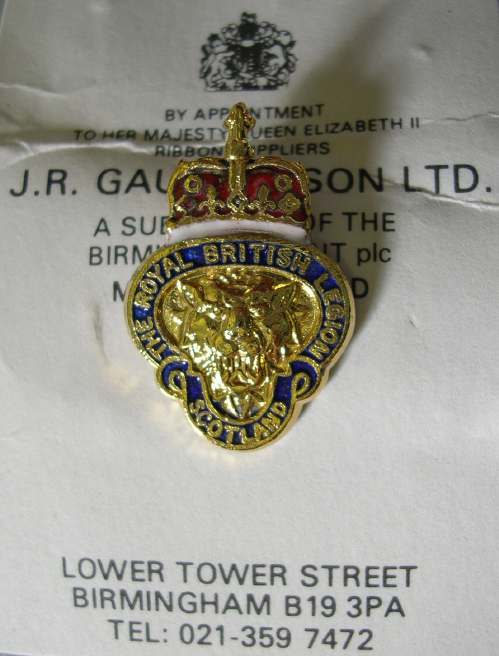 BY APPOINTMENT
TO HER MAJESTY QUEEN ELIZABETH II
RIBBON SUPPLIERS
J.R. GAU SON LTD.
A SUB OF THE
BIRM plc
THE ROYAL BRITISH LEGION
SCOTLAND
LOWER TOWER STREET
BIRMINGHAM B19 3PA
TEL: 021-359 7472